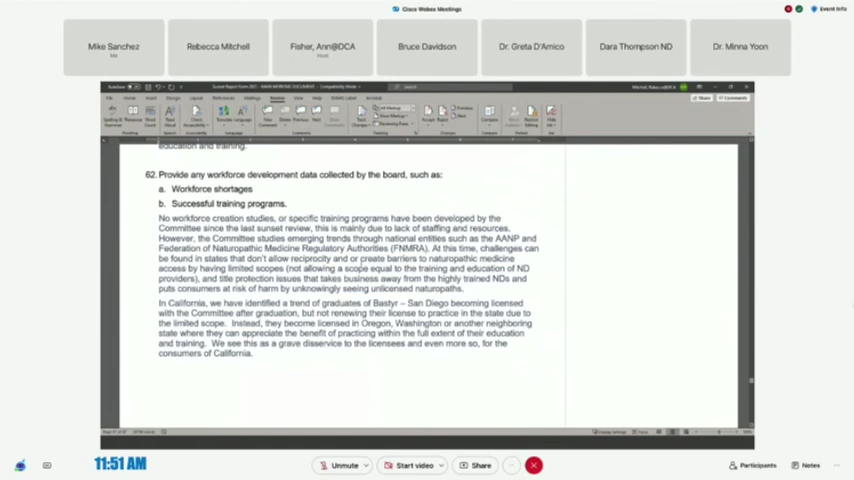 Cisco Webex Meetings
Event Info
Mike Sanchez
Me
Rebecca Mitchell
Fisher, Ann@DCA
Host
Bruce Davidson
Dr. Greta D'Amico
Dara Thompson ND
Dr. Minna Yoon
Share
Comments
education and training.
62. Provide any workforce development data collected by the board, such as:
a. Workforce shortages
b. Successful training programs.
No workforce creation studies, or specific training programs have been developed by the
Committee since the last sunset review, this is mainly due to lack of staffing and resources.
However, the Committee studies emerging trends through national entities such as the AANP and
Federation of Naturopathic Medicine Regulatory Authorities (FNMRA). At this time, challenges can
be found in states that don't allow reciprocity and or create barriers to naturopathic medicine
access by having limited scopes (not allowing a scope equal to the training and education of ND
providers), and title protection issues that takes business away from the highly trained NDs and
puts consumers at risk of harm by unknowingly seeing unlicensed naturopaths.
In California, we have identified a trend of graduates of Bastyr – San Diego becoming licensed
with the Committee after graduation, but not renewing their license to practice in the state due to
the limited scope. Instead, they become licensed in Oregon, Washington or another neighboring
state where they can appreciate the benefit of practicing within the full extent of their education
and training. We see this as a grave disservice to the licensees and even more so, for the
consumers of California.
11:51 AM
Unmute
Start video
Share
Participants
Notes